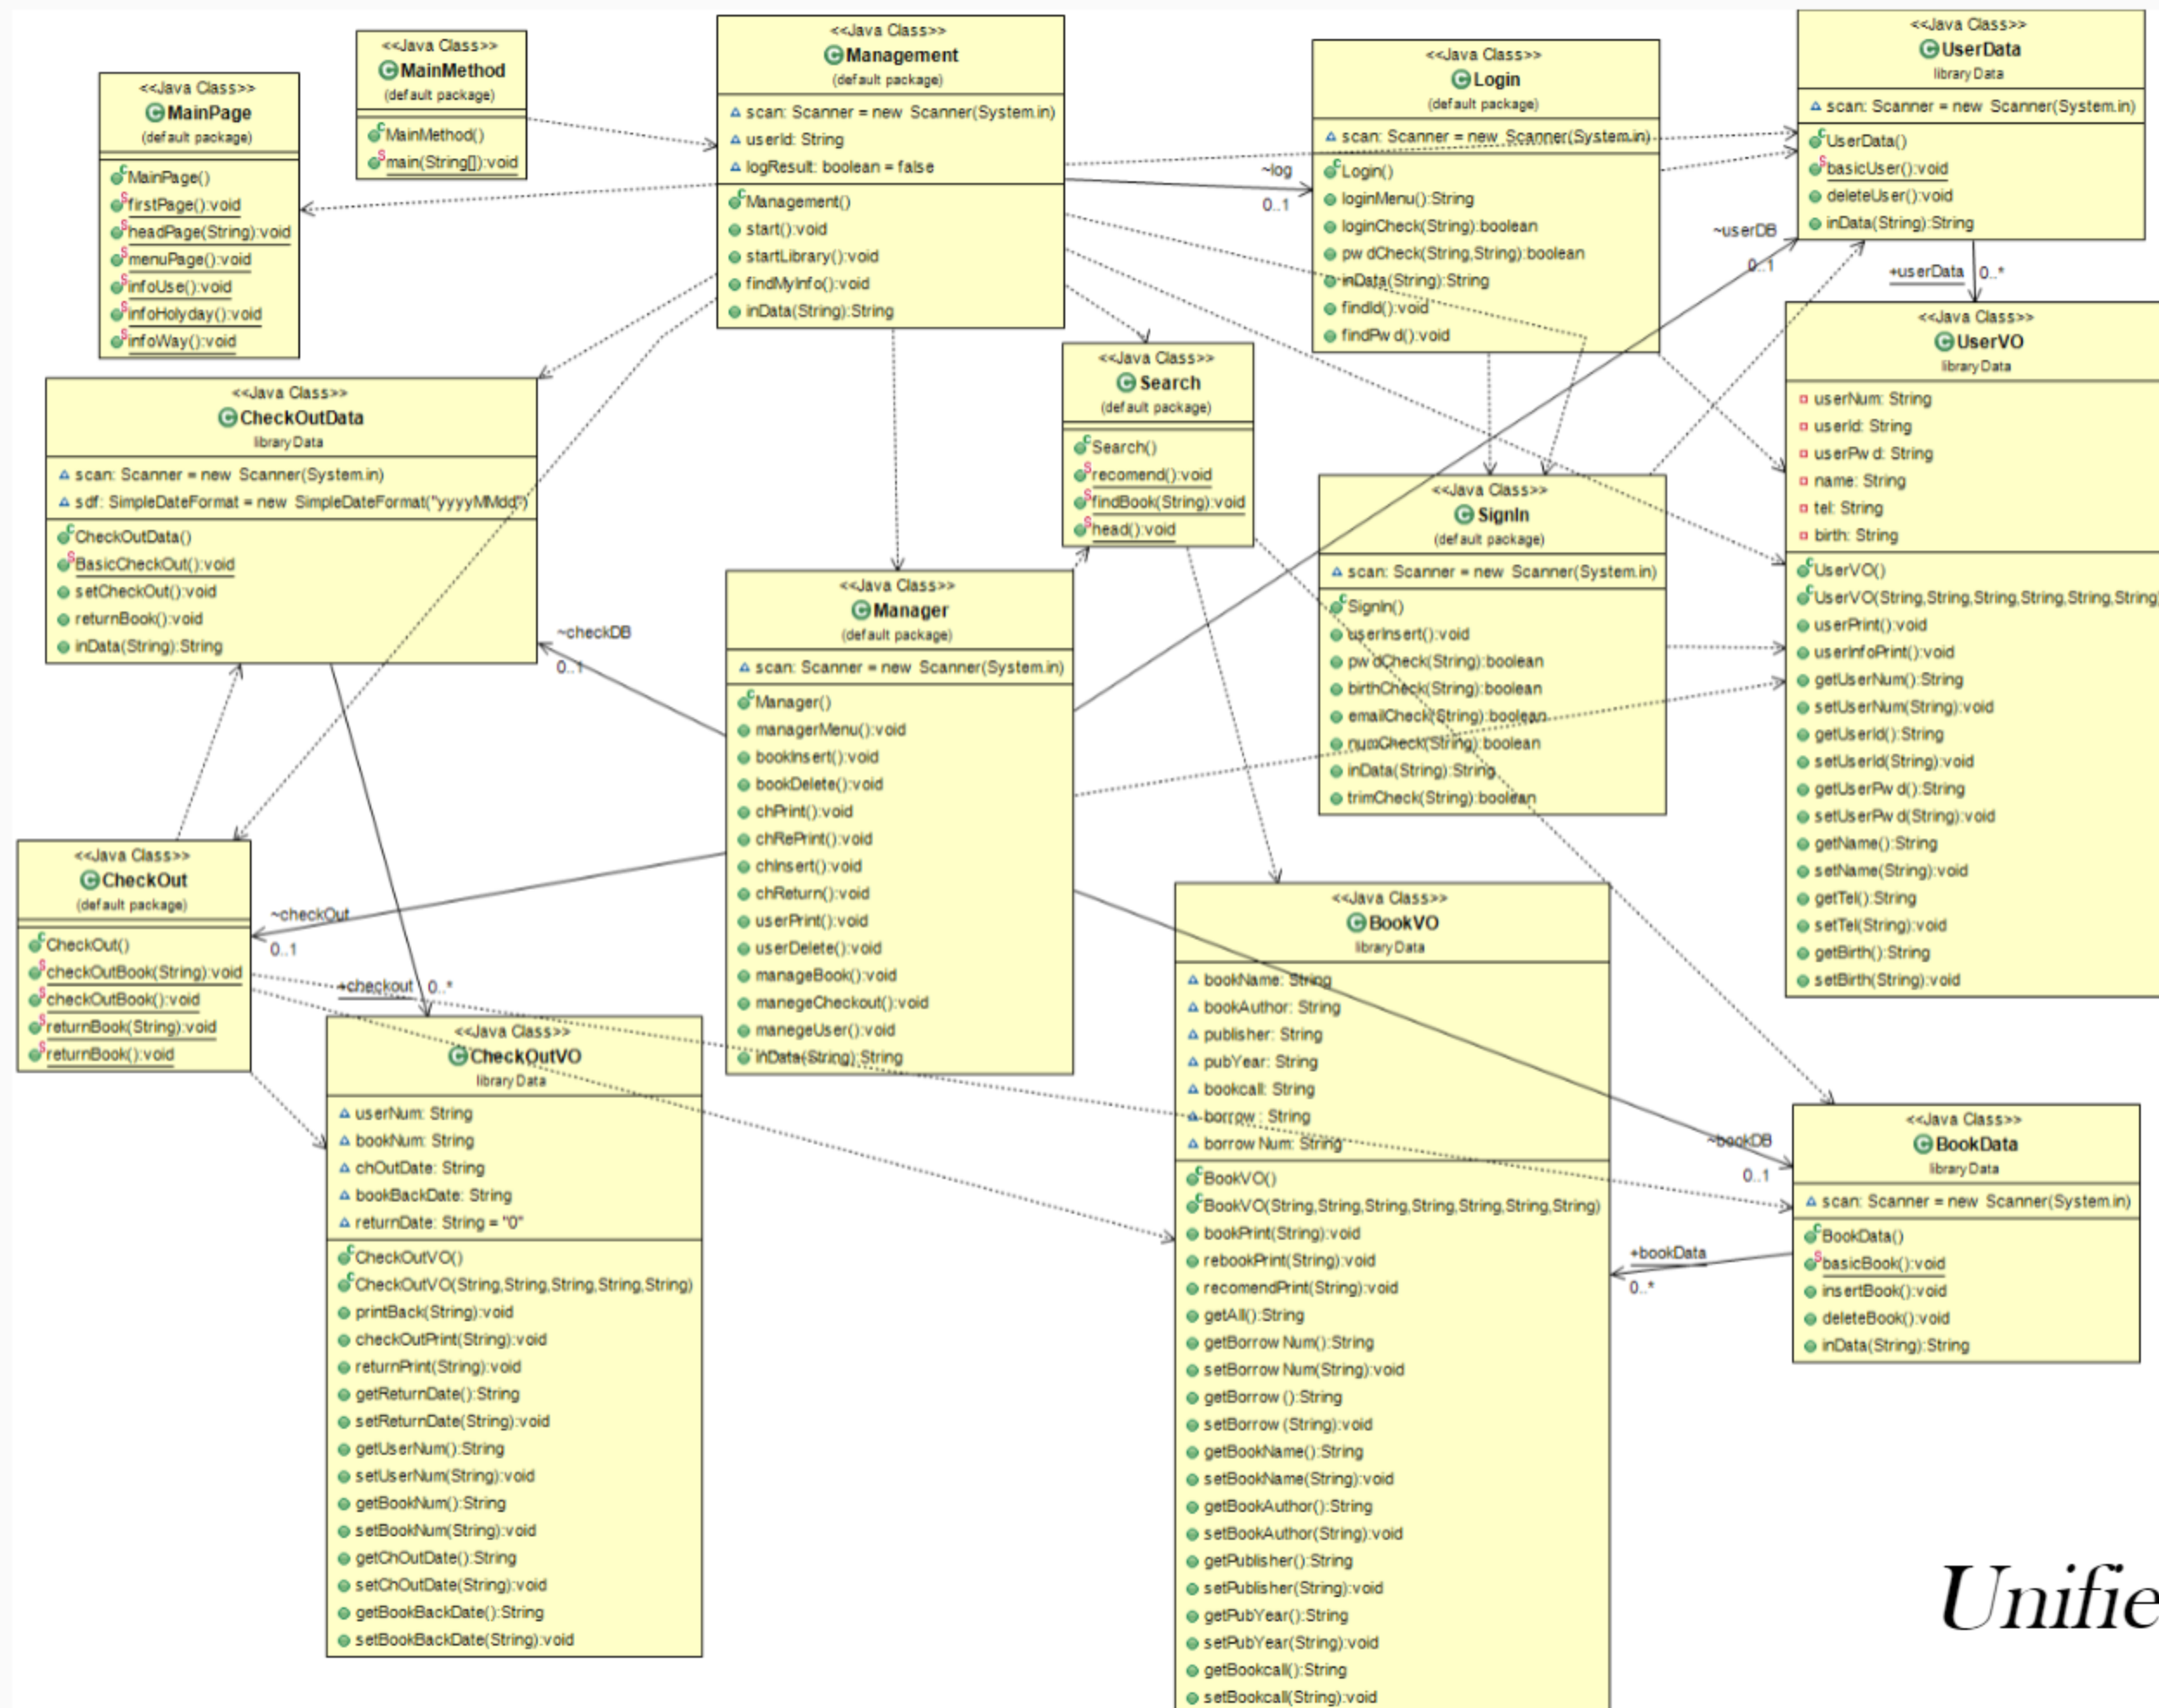 <<Java Class>>
MainPage
(default package)
MainPage()
firstPage():void
headPage(String):void
menuPage():void
infoUse():void
infoHolyday():void
infoWay():void
<<Java Class>>
MainMethod
(default package)
MainMethod()
main(String[]):void
<<Java Class>>
Management
(default package)
scan: Scanner = new Scanner(System.in)
userId: String
logResult: boolean = false
Management()
start():void
startLibrary():void
findMyInfo():void
inData(String):String
~log
0..1
<<Java Class>>
Login
(default package)
scan: Scanner = new Scanner(System.in)
Login()
loginMenu():String
loginCheck(String):boolean
pwdCheck(String,String):boolean
inData(String):String
findId():void
findPwd():void
<<Java Class>>
UserData
library Data
scan: Scanner = new Scanner(System.in)
UserData()
basicUser():void
deleteUser():void
inData(String):String
~userDB
0..1
+userData 0..*
<<Java Class>>
UserVO
library Data
userNum: String
userId: String
userPwd: String
name: String
tel: String
birth: String
UserVO()
UserVO(String,String,String,String,String,String
userPrint():void
userInfoPrint():void
getUserNum():String
setUserNum(String):void
getUserId():String
setUserId(String):void
getUserPwd():String
setUserPwd(String):void
getName():String
setName(String):void
getTel():String
setTel(String):void
getBirth():String
setBirth(String):void
<<Java Class>>
CheckOutData
library Data
scan: Scanner = new Scanner(System.in)
sdf: SimpleDateFormat = new SimpleDateFormat("yyyyMMdd")
CheckOutData()
BasicCheckOut():void
setCheckOut():void
returnBook():void
inData(String):String
~checkDB
0..1
<<Java Class>>
Search
(default package)
Search()
recomend():void
findBook(String):void
head():void
<<Java Class>>
SignIn
(default package)
scan: Scanner = new Scanner(System.in)
SignIn()
userInsert():void
pwdCheck(String):boolean
birthCheck(String):boolean
emailCheck(String):boolean
numCheck(String):boolean
inData(String):String
trimCheck(String):boolean
<<Java Class>>
Manager
(default package)
scan: Scanner = new Scanner(System.in)
Manager()
managerMenu():void
bookInsert():void
bookDelete():void
chPrint():void
chRePrint():void
chInsert():void
chReturn():void
userPrint():void
userDelete():void
manageBook():void
manegeCheckout():void
manegeUser():void
inData(String):String
<<Java Class>>
CheckOut
(default package)
CheckOut()
checkOutBook(String):void
checkOutBook():void
returnBook(String):void
returnBook():void
~checkOut
0..1
+checkout 0..*
<<Java Class>>
CheckOutVO
library Data
userNum: String
bookNum: String
chOutDate: String
bookBackDate: String
returnDate: String = "0"
CheckOutVO()
CheckOutVO(String,String,String,String,String)
printBack(String):void
checkOutPrint(String):void
returnPrint(String):void
getReturnDate():String
setReturnDate(String):void
getUserNum():String
setUserNum(String):void
getBookNum():String
setBookNum(String):void
getChOutDate():String
setChOutDate(String):void
getBookBackDate():String
setBookBackDate(String):void
<<Java Class>>
BookVO
library Data
bookName: String
bookAuthor: String
publisher: String
pubYear: String
bookcall: String
borrow: String
borrowNum: String
BookVO()
BookVO(String,String,String,String,String,String,String)
bookPrint(String):void
rebookPrint(String):void
recomendPrint(String):void
getAll():String
getBorrowNum():String
setBorrowNum(String):void
getBorrow():String
setBorrow(String):void
getBookName():String
setBookName(String):void
getBookAuthor():String
setBookAuthor(String):void
getPublisher():String
setPublisher(String):void
getPubYear():String
setPubYear(String):void
getBookcall():String
setBookcall(String):void
~bookDB
0..1
<<Java Class>>
BookData
library Data
scan: Scanner = new Scanner(System.in)
BookData()
basicBook():void
insertBook():void
deleteBook():void
inData(String):String
+bookData
0..*
Unifie